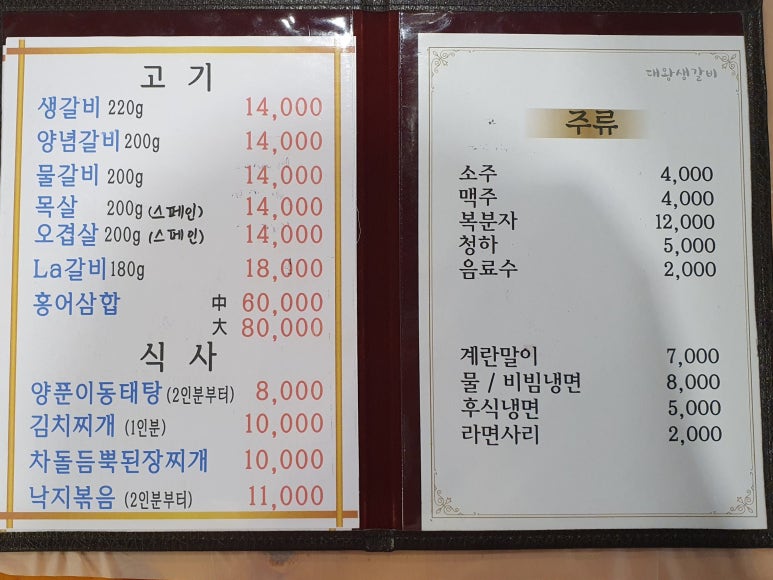 고 기
생갈비 220g 14,000
양념갈비 200g 14,000
물갈비 200g 14,000
목살 200g (스페인) 14,000
오겹살 200g (스페인) 14,000
La갈비 180g 18,000
홍어삼합 中 60,000
大 80,000
식 사
양푼이동태탕 (2인분부터) 8,000
김치찌개 (1인분) 10,000
차돌듬뿍된장찌개 10,000
낙지볶음 (2인분부터) 11,000
대왕생갈비
주류
소주 4,000
맥주 4,000
복분자 12,000
청하 5,000
음료수 2,000
계란말이 7,000
물 / 비빔냉면 8,000
후식냉면 5,000
라면사리 2,000